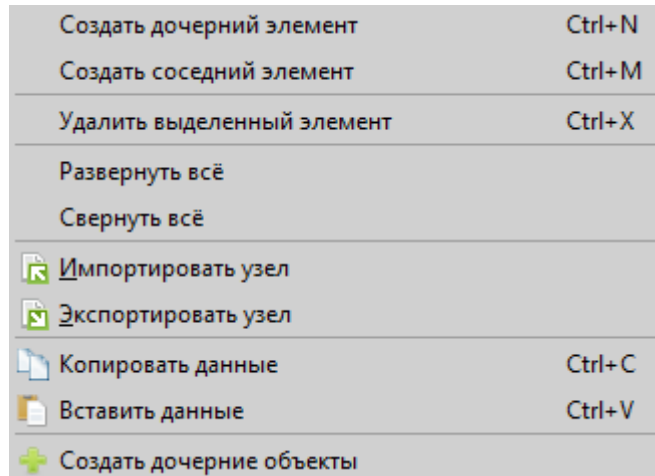 Создать дочерний элемент Ctrl+N
Создать соседний элемент Ctrl+M
Удалить выделенный элемент Ctrl+X
Развернуть всё
Свернуть всё
Импортировать узел
Экспортировать узел
Копировать данные Ctrl+C
Вставить данные Ctrl+V
Создать дочерние объекты